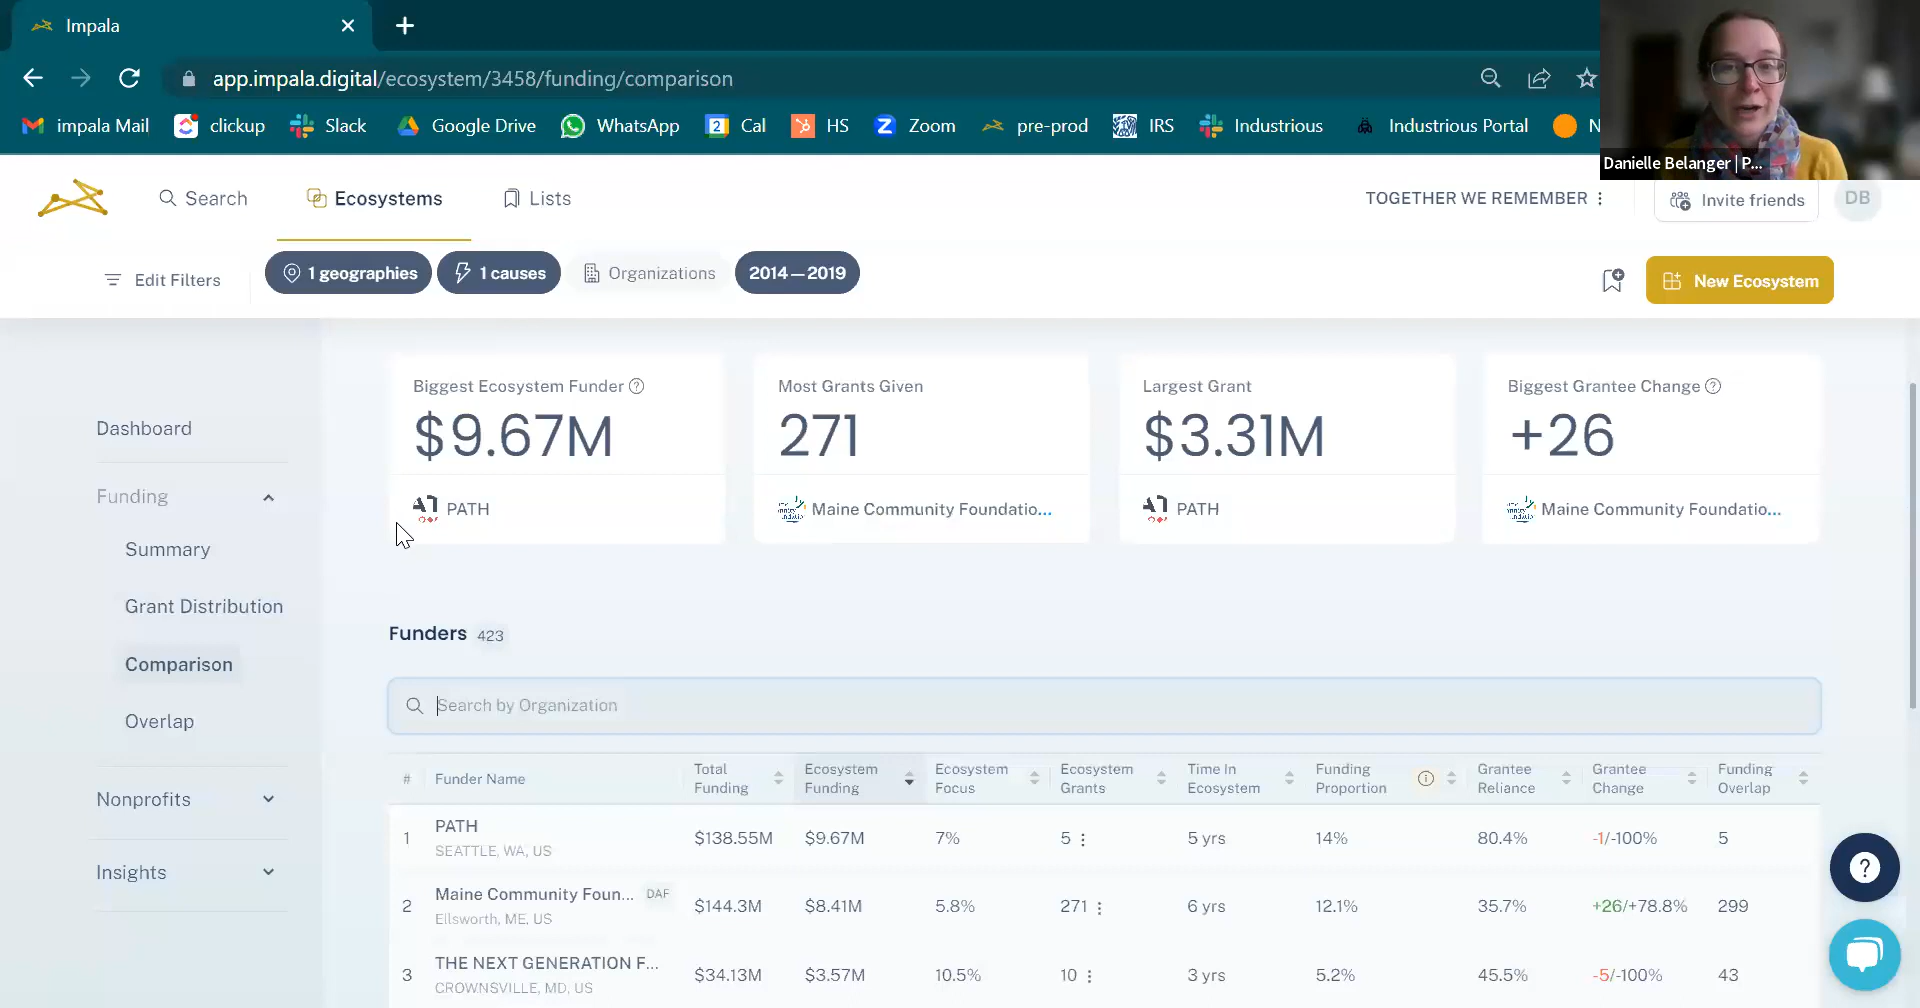 Impala
app.impala.digital/ecosystem/3458/funding/comparison
impala Mail clickup Slack Google Drive WhatsApp 2 Cal HS Z Zoom pre-prod IRS Industrious Industrious Portal N
Danielle Belanger | P...
Search Ecosystems Lists TOGETHER WE REMEMBER Invite friends DB
Edit Filters 1 geographies 1 causes Organizations 2014—2019 New Ecosystem
Biggest Ecosystem Funder ? Most Grants Given Largest Grant Biggest Grantee Change ?
$9.67M 271 $3.31M +26
PATH Maine Community Foundatio... PATH Maine Community Foundatio...
Dashboard
Funding
Summary
Grant Distribution
Comparison
Overlap
Nonprofits
Insights
Funders 423
Search by Organization
# Funder Name Total Funding Ecosystem Funding Ecosystem Focus Ecosystem Grants Time In Ecosystem Funding Proportion Grantee Reliance Grantee Change Funding Overlap
1 PATH $138.55M $9.67M 7% 5 5 yrs 14% 80.4% -1/-100% 5
SEATTLE, WA, US
2 Maine Community Foun... DAF $144.3M $8.41M 5.8% 271 6 yrs 12.1% 35.7% +26/+78.8% 299
Ellsworth, ME, US
3 THE NEXT GENERATION F... $34.13M $3.57M 10.5% 10 3 yrs 5.2% 45.5% -5/-100% 43
CROWNSVILLE, MD, US
?